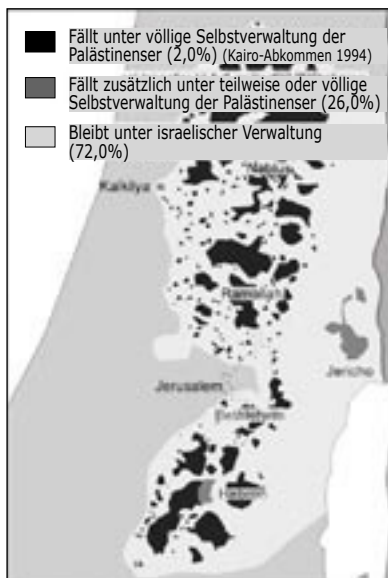 Fällt unter völlige Selbstverwaltung der
Palästinenser (2,0%) (Kairo-Abkommen 1994)
Fällt zusätzlich unter teilweise oder völlige
Selbstverwaltung der Palästinenser (26,0%)
Bleibt unter israelischer Verwaltung
(72,0%)
Nablus
Kalkilya
Ramallah
Jericho
Jerusalem
Bethlehem
Hebron